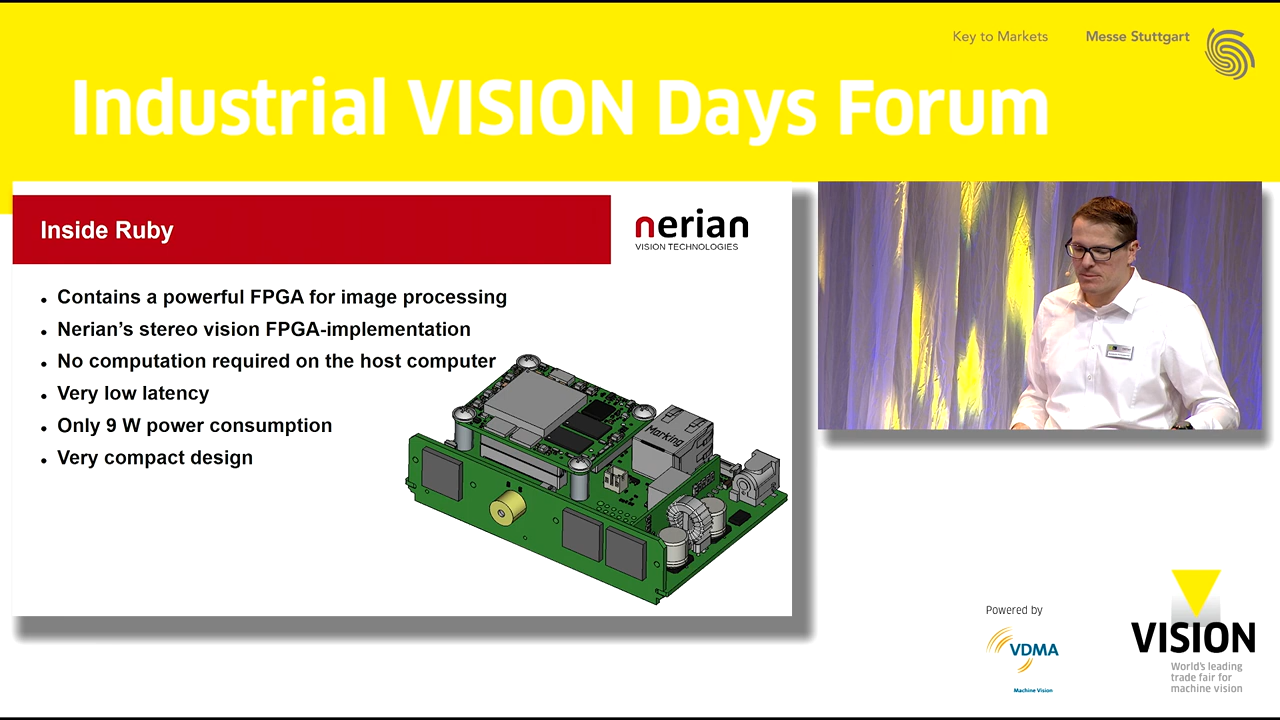 Key to Markets
Messe Stuttgart
Industrial VISION Days Forum
Inside Ruby
nerian
VISION TECHNOLOGIES
• Contains a powerful FPGA for image processing
• Nerian’s stereo vision FPGA-implementation
• No computation required on the host computer
• Very low latency
• Only 9 W power consumption
• Very compact design
Marking
Powered by
VDMA
Machine Vision
VISION
World's leading
trade fair for
machine vision